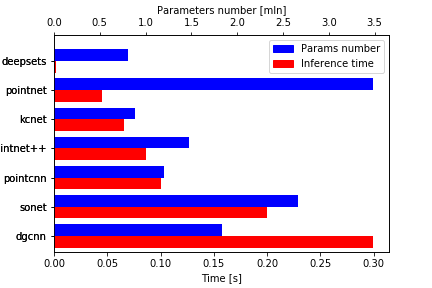 Parameters number [mln]
0.0 0.5 1.0 1.5 2.0 2.5 3.0 3.5
Params number
Inference time
deepsets
pointnet
kcnet
intnet++
pointcnn
sonet
dgcnn
0.00 0.05 0.10 0.15 0.20 0.25 0.30
Time [s]